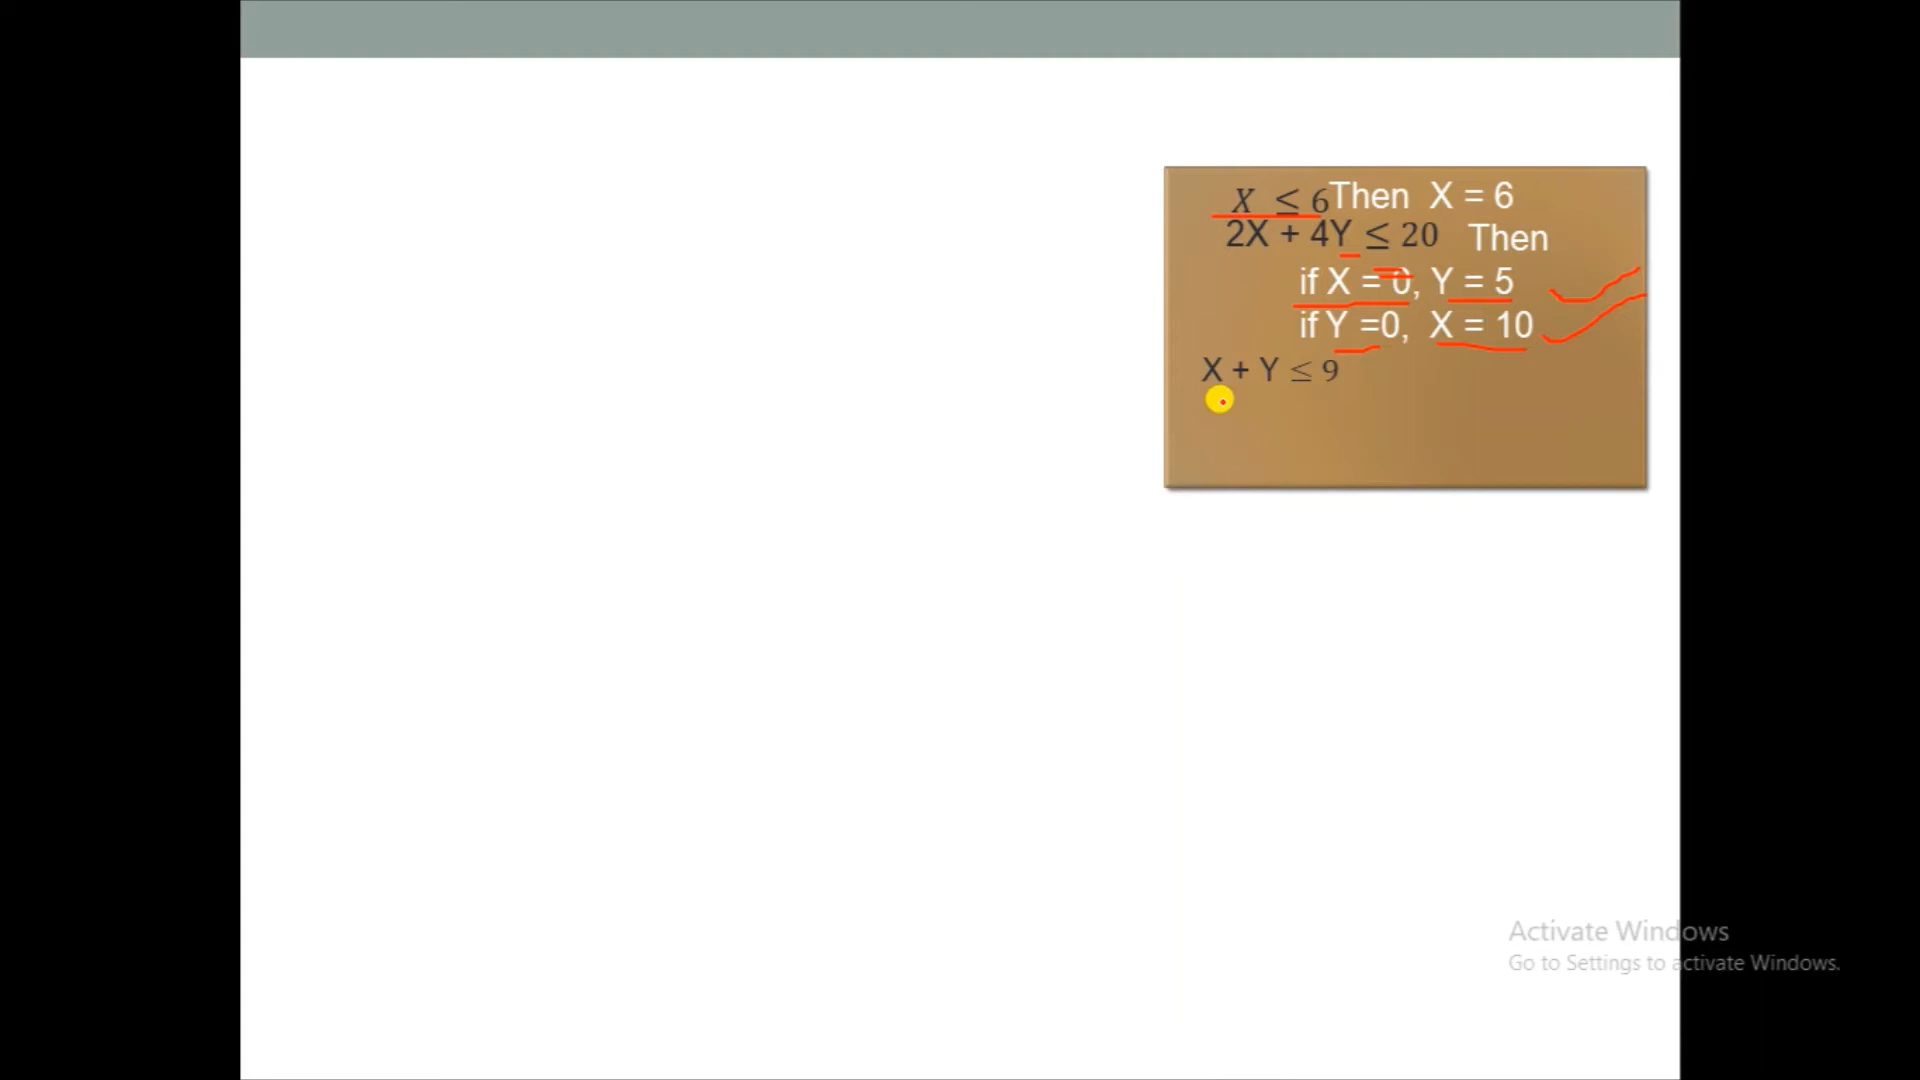 X ≤ 6 Then X = 6
2X + 4Y ≤ 20 Then
if X = 0, Y = 5
if Y =0, X = 10
X + Y ≤ 9
Activate Windows
Go to Settings to activate Windows.